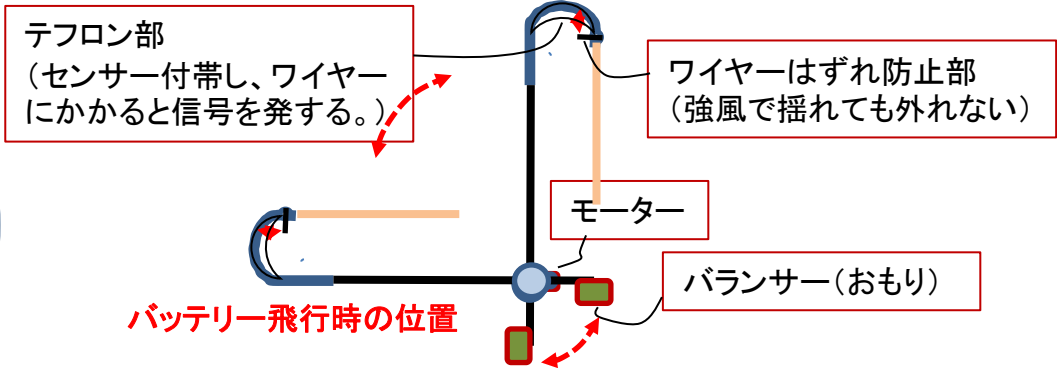 テフロン部
（センサー付帯し、ワイヤー
にかかると信号を発する。）
ワイヤーはずれ防止部
（強風で揺れても外れない）
モーター
バランサー（おもり）
バッテリー飛行時の位置